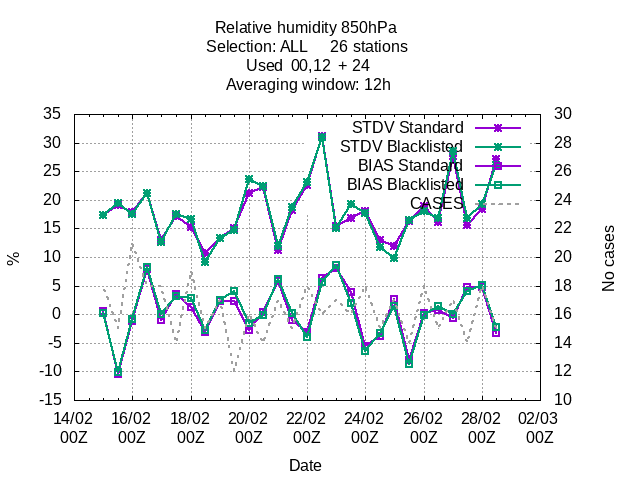 Relative humidity 850hPa
Selection: ALL 26 stations
Used 00,12 + 24
Averaging window: 12h
STDV Standard
STDV Blacklisted
BIAS Standard
BIAS Blacklisted
CASES
35
30
25
20
15
10
5
0
-5
-10
-15
%
30
28
26
24
22
20
18
16
14
12
10
No cases
14/02 16/02 18/02 20/02 22/02 24/02 26/02 28/02 02/03
00Z 00Z 00Z 00Z 00Z 00Z 00Z 00Z 00Z
Date